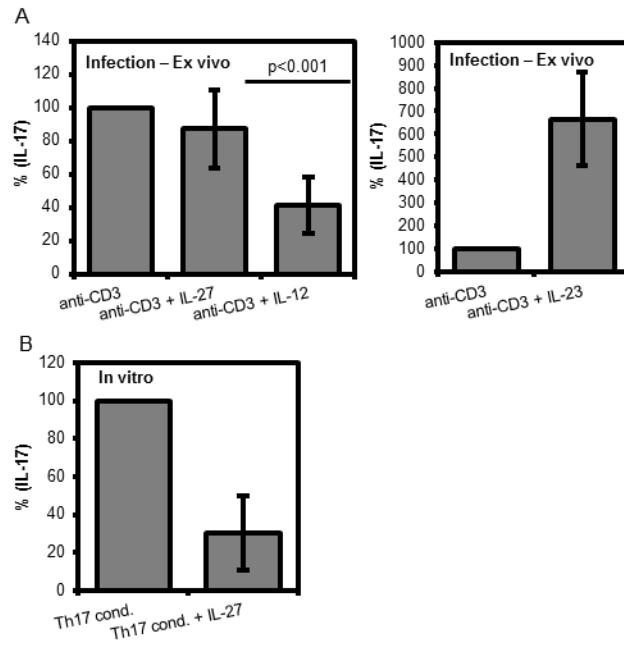 A
% (IL-17)
140
120
100
80
60
40
20
0
Infection – Ex vivo
p<0.001
anti-CD3
anti-CD3 + IL-27
anti-CD3 + IL-12
% (IL-17)
1000
900
800
700
600
500
400
300
200
100
0
Infection – Ex vivo
anti-CD3
anti-CD3 + IL-23
B
% (IL-17)
120
100
80
60
40
20
0
In vitro
Th17 cond.
Th17 cond. + IL-27